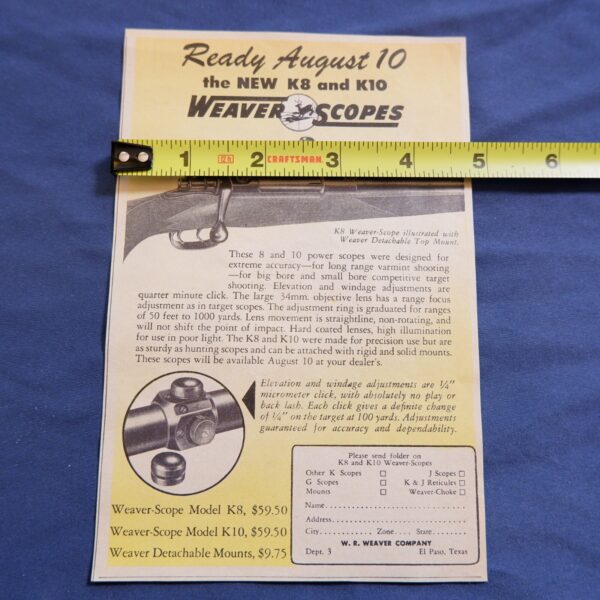 Ready August 10
the NEW K8 and K10
WEAVER SCOPES
1 2 CRAFTSMAN 3 4 5 6
K8 Weaver-Scope illustrated with
Weaver Detachable Top Mount.
These 8 and 10 power scopes were designed for
extreme accuracy—for long range varmint shooting
—for big bore and small bore competitive target
shooting. Elevation and windage adjustments are
quarter minute click. The large 34mm. objective lens has a range focus
adjustment as in target scopes. The adjustment ring is graduated for ranges
of 50 feet to 1000 yards. Lens movement is straightline, non-rotating, and
will not shift the point of impact. Hard coated lenses, high illumination
for use in poor light. The K8 and K10 were made for precision use but are
as sturdy as hunting scopes and can be attached with rigid and solid mounts.
These scopes will be available August 10 at your dealer's.
Elevation and windage adjustments are ¼"
micrometer click, with absolutely no play or
back lash. Each click gives a definite change
of ¼" on the target at 100 yards. Adjustments
guaranteed for accuracy and dependability.
Weaver-Scope Model K8, $59.50
Weaver-Scope Model K10, $59.50
Weaver Detachable Mounts, $9.75
Please send folder on
K8 and K10 Weaver-Scopes
Other K Scopes □ J Scopes □
G Scopes □ K & J Reticules □
Mounts □ Weaver-Choke □
Name
Address
City Zone State
W. R. WEAVER COMPANY
Dept. 3 El Paso, Texas